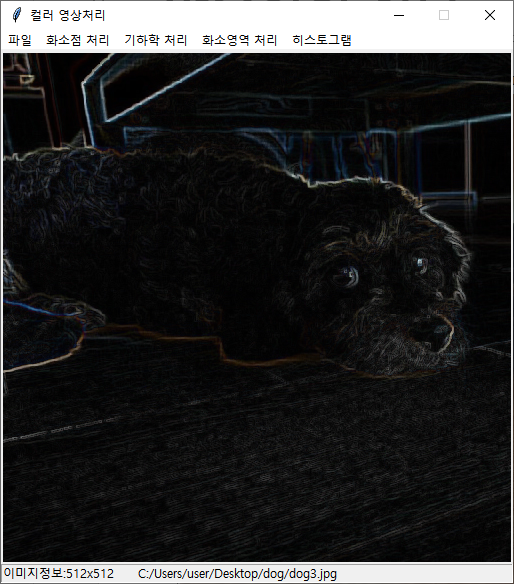 컬러 영상처리
파일 화소점 처리 기하학 처리 화소영역 처리 히스토그램
이미지정보:512x512 C:/Users/user/Desktop/dog/dog3.jpg